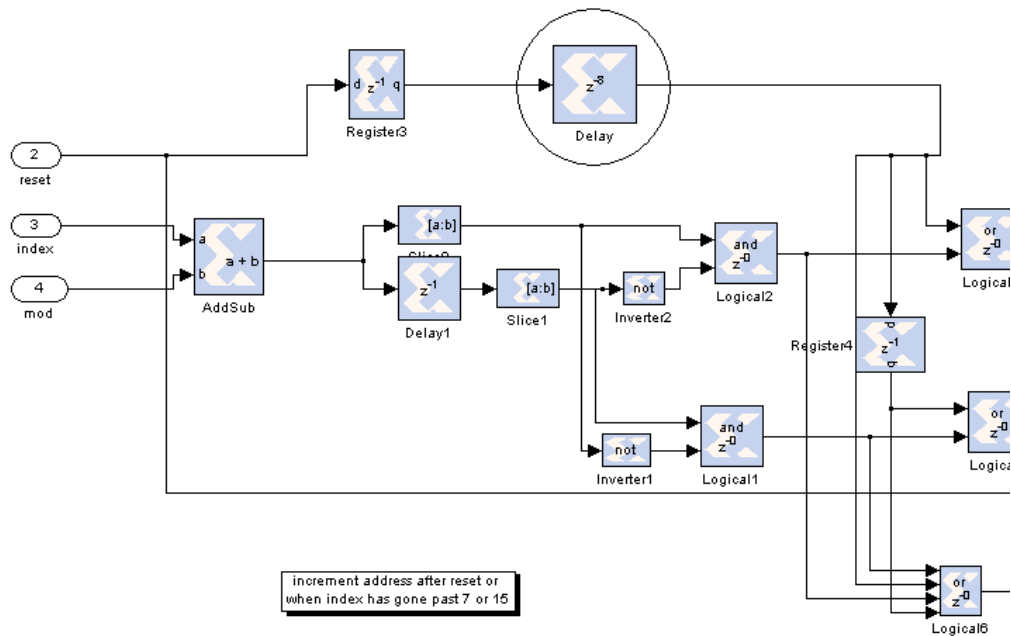 d z⁻¹ q
Register3
z⁻⁸
Delay
2
reset
3
index
4
mod
a
b
a + b
AddSub
[a:b]
z⁻¹
Delay1
[a:b]
Slice1
not
Inverter2
and
z⁻⁰
Logical2
or
z⁻⁰
Logical
d
z⁻¹
q
Register4
and
z⁻⁰
Logical1
not
Inverter1
or
z⁻⁰
Logical
increment address after reset or
when index has gone past 7 or 15
or
z⁻⁰
Logical6